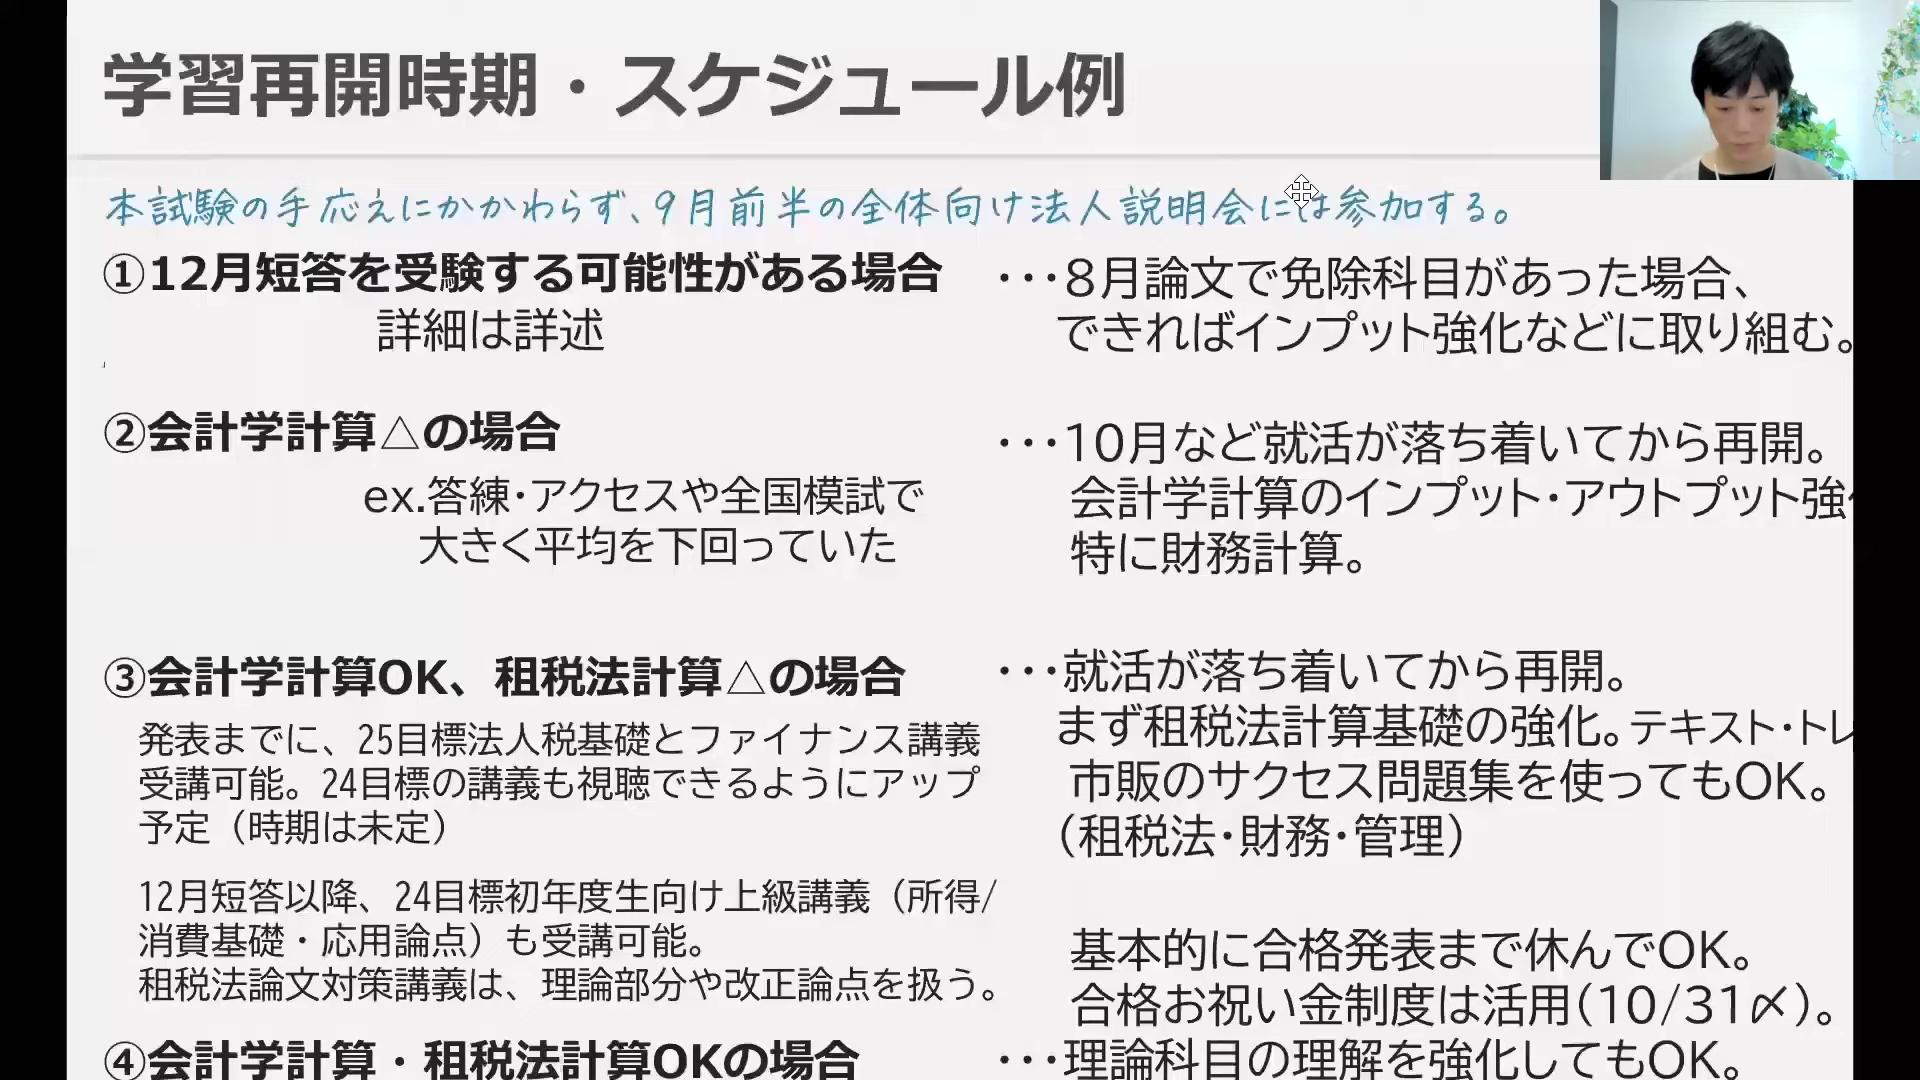 学習再開時期・スケジュール例
本試験の手応えにかかわらず、9月前半の全体向け法人説明会には参加する。
①12月短答を受験する可能性がある場合
詳細は詳述
・・・8月論文で免除科目があった場合、
できればインプット強化などに取り組む。
②会計学計算△の場合
ex.答練・アクセスや全国模試で
大きく平均を下回っていた
・・・10月など就活が落ち着いてから再開。
会計学計算のインプット・アウトプット強
特に財務計算。
③会計学計算OK、租税法計算△の場合
発表までに、25目標法人税基礎とファイナンス講義
受講可能。24目標の講義も視聴できるようにアップ
予定（時期は未定）
12月短答以降、24目標初年度生向け上級講義（所得/
消費基礎・応用論点）も受講可能。
租税法論文対策講義は、理論部分や改正論点を扱う。
・・・就活が落ち着いてから再開。
まず租税法計算基礎の強化。テキスト・トレ
市販のサクセス問題集を使ってもOK。
（租税法・財務・管理）
基本的に合格発表まで休んでOK。
合格お祝い金制度は活用（10/31〆）。
④会計学計算・租税法計算OKの場合
・・・理論科目の理解を強化してもOK。